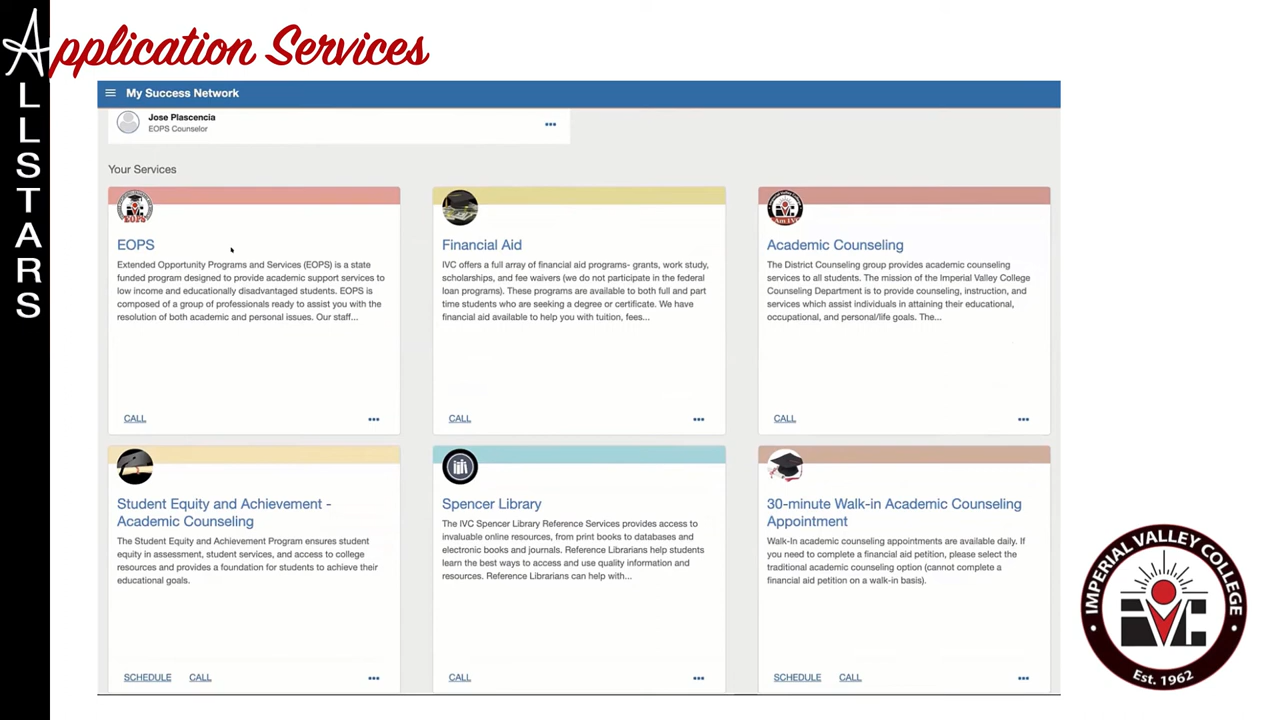 Application Services
ALLSTARS
My Success Network
Jose Plascencia
EOPS Counselor
Your Services
EOPS
EOPS
Extended Opportunity Programs and Services (EOPS) is a state
funded program designed to provide academic support services to
low income and educationally disadvantaged students. EOPS is
composed of a group of professionals ready to assist you with the
resolution of both academic and personal issues. Our staff...
CALL
Financial Aid
IVC offers a full array of financial aid programs- grants, work study,
scholarships, and fee waivers (we do not participate in the federal
loan programs). These programs are available to both full and part
time students who are seeking a degree or certificate. We have
financial aid available to help you with tuition, fees...
CALL
Academic Counseling
The District Counseling group provides academic counseling
services to all students. The mission of the Imperial Valley College
Counseling Department is to provide counseling, instruction, and
services which assist individuals in attaining their educational,
occupational, and personal/life goals. The...
CALL
Student Equity and Achievement -
Academic Counseling
The Student Equity and Achievement Program ensures student
equity in assessment, student services, and access to college
resources and provides a foundation for students to achieve their
educational goals.
SCHEDULE CALL
Spencer Library
The IVC Spencer Library Reference Services provides access to
invaluable online resources, from print books to databases and
electronic books and journals. Reference Librarians help students
learn the best ways to access and use quality information and
resources. Reference Librarians can help with...
CALL
30-minute Walk-in Academic Counseling
Appointment
Walk-In academic counseling appointments are available daily. If
you need to complete a financial aid petition, please select the
traditional academic counseling option (cannot complete a
financial aid petition on a walk-in basis).
SCHEDULE CALL
IMPERIAL VALLEY COLLEGE
IVC
Est. 1962